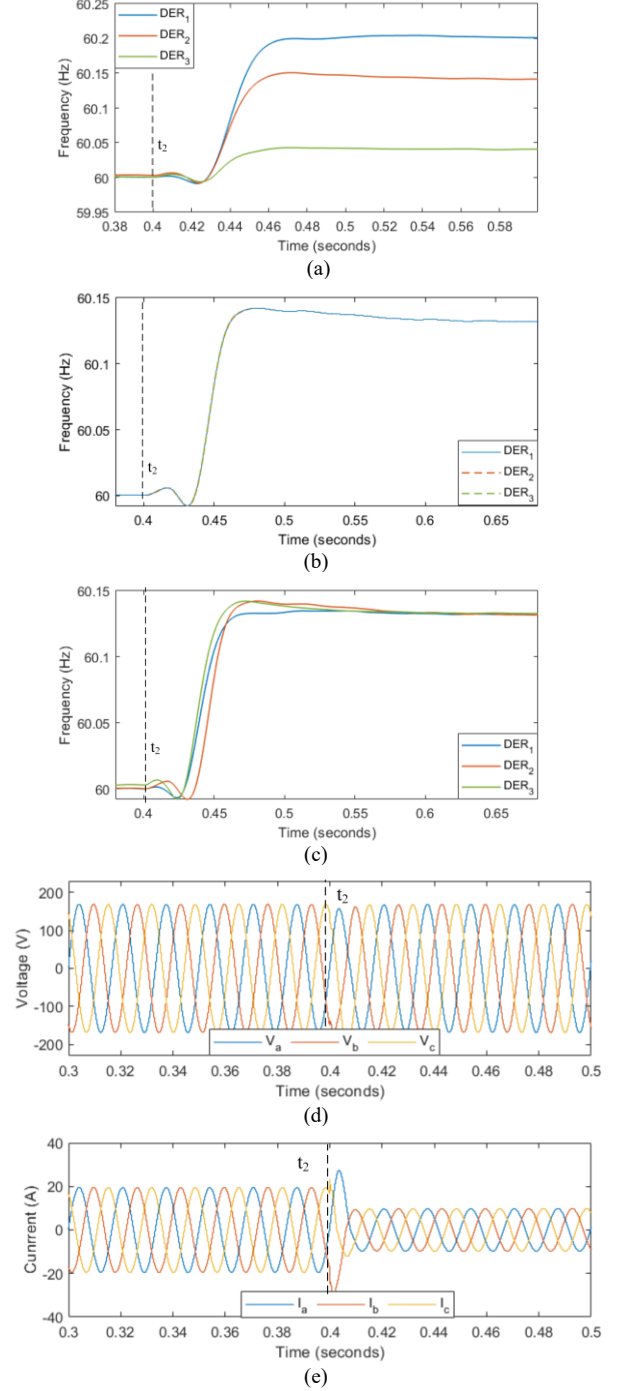 60.25
60.2
60.15
60.1
60.05
60
59.95
Frequency (Hz)
DER1
DER2
DER3
t2
0.38 0.4 0.42 0.44 0.46 0.48 0.5 0.52 0.54 0.56 0.58
Time (seconds)
(a)
60.15
60.1
60.05
60
Frequency (Hz)
t2
DER1
DER2
DER3
0.4 0.45 0.5 0.55 0.6 0.65
Time (seconds)
(b)
60.15
60.1
60.05
60
Frequency (Hz)
t2
DER1
DER2
DER3
0.4 0.45 0.5 0.55 0.6 0.65
Time (seconds)
(c)
200
100
0
-100
-200
Voltage (V)
t2
Va Vb Vc
0.3 0.32 0.34 0.36 0.38 0.4 0.42 0.44 0.46 0.48 0.5
Time (seconds)
(d)
40
20
0
-20
-40
Cunrrent (A)
t2
Ia Ib Ic
0.3 0.32 0.34 0.36 0.38 0.4 0.42 0.44 0.46 0.48 0.5
Time (seconds)
(e)